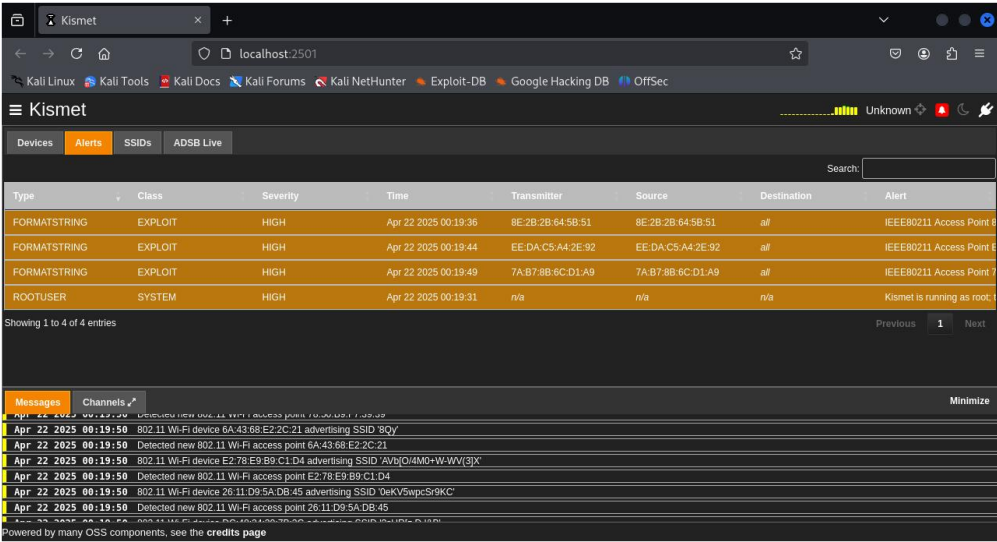 Kismet
localhost:2501
Kali Linux Kali Tools Kali Docs Kali Forums Kali NetHunter Exploit-DB Google Hacking DB OffSec
Kismet Unknown
Devices Alerts SSIDs ADSB Live
Search:
Type Class Severity Time Transmitter Source Destination Alert
FORMATSTRING EXPLOIT HIGH Apr 22 2025 00:19:36 8E:2B:2B:64:5B:51 8E:2B:2B:64:5B:51 all IEEE80211 Access Point 8
FORMATSTRING EXPLOIT HIGH Apr 22 2025 00:19:44 EE:DA:C5:A4:2E:92 EE:DA:C5:A4:2E:92 all IEEE80211 Access Point E
FORMATSTRING EXPLOIT HIGH Apr 22 2025 00:19:49 7A:B7:8B:6C:D1:A9 7A:B7:8B:6C:D1:A9 all IEEE80211 Access Point 7
ROOTUSER SYSTEM HIGH Apr 22 2025 00:19:31 n/a n/a n/a Kismet is running as root; t
Showing 1 to 4 of 4 entries Previous 1 Next
Messages Channels Minimize
Apr 22 2025 00:19:50 Detected new 802.11 Wi-Fi access point
Apr 22 2025 00:19:50 802.11 Wi-Fi device 6A:43:68:E2:2C:21 advertising SSID '8Qy'
Apr 22 2025 00:19:50 Detected new 802.11 Wi-Fi access point 6A:43:68:E2:2C:21
Apr 22 2025 00:19:50 802.11 Wi-Fi device E2:78:E9:B9:C1:D4 advertising SSID 'AVb[O/4M0+W-WV(3]X'
Apr 22 2025 00:19:50 Detected new 802.11 Wi-Fi access point E2:78:E9:B9:C1:D4
Apr 22 2025 00:19:50 802.11 Wi-Fi device 26:11:D9:5A:DB:45 advertising SSID '0eKV5wpcSr9KC'
Apr 22 2025 00:19:50 Detected new 802.11 Wi-Fi access point 26:11:D9:5A:DB:45
Powered by many OSS components, see the credits page